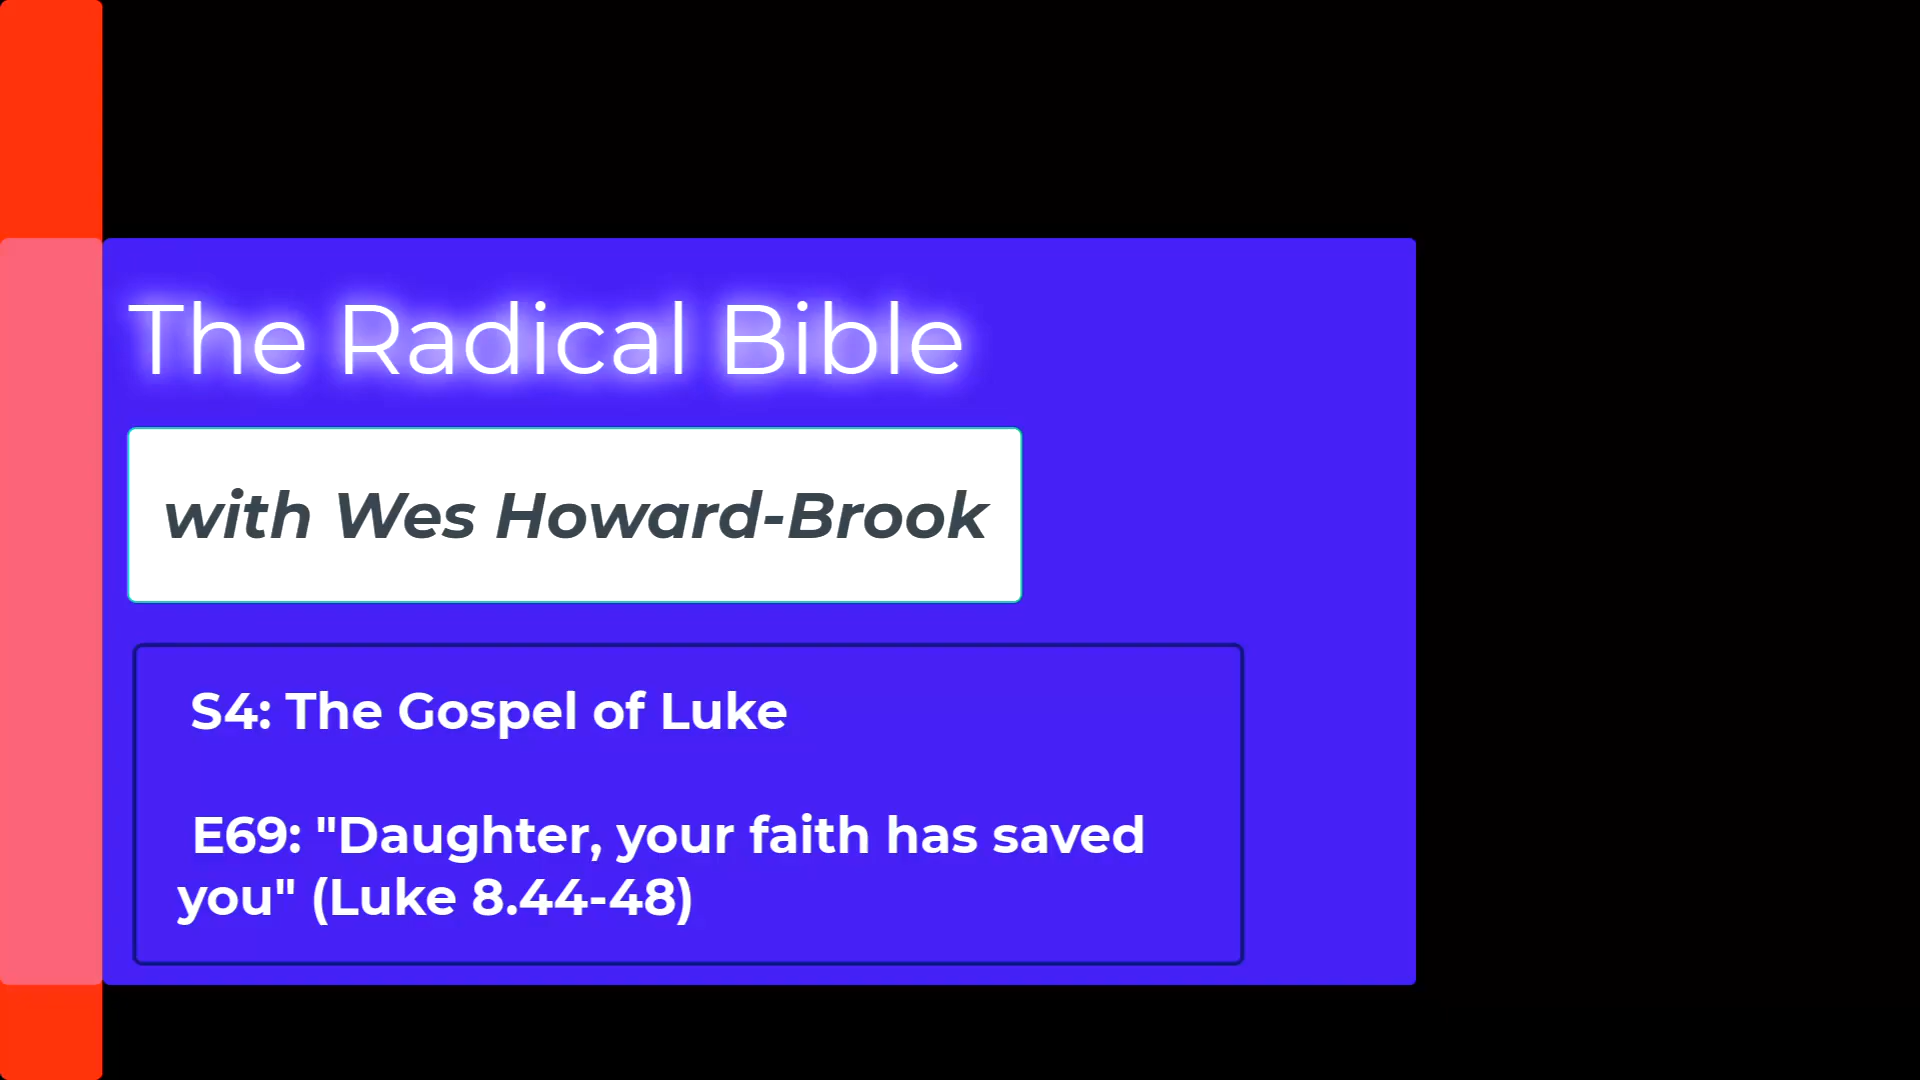 The Radical Bible
with Wes Howard-Brook
S4: The Gospel of Luke
E69: "Daughter, your faith has saved
you" (Luke 8.44-48)